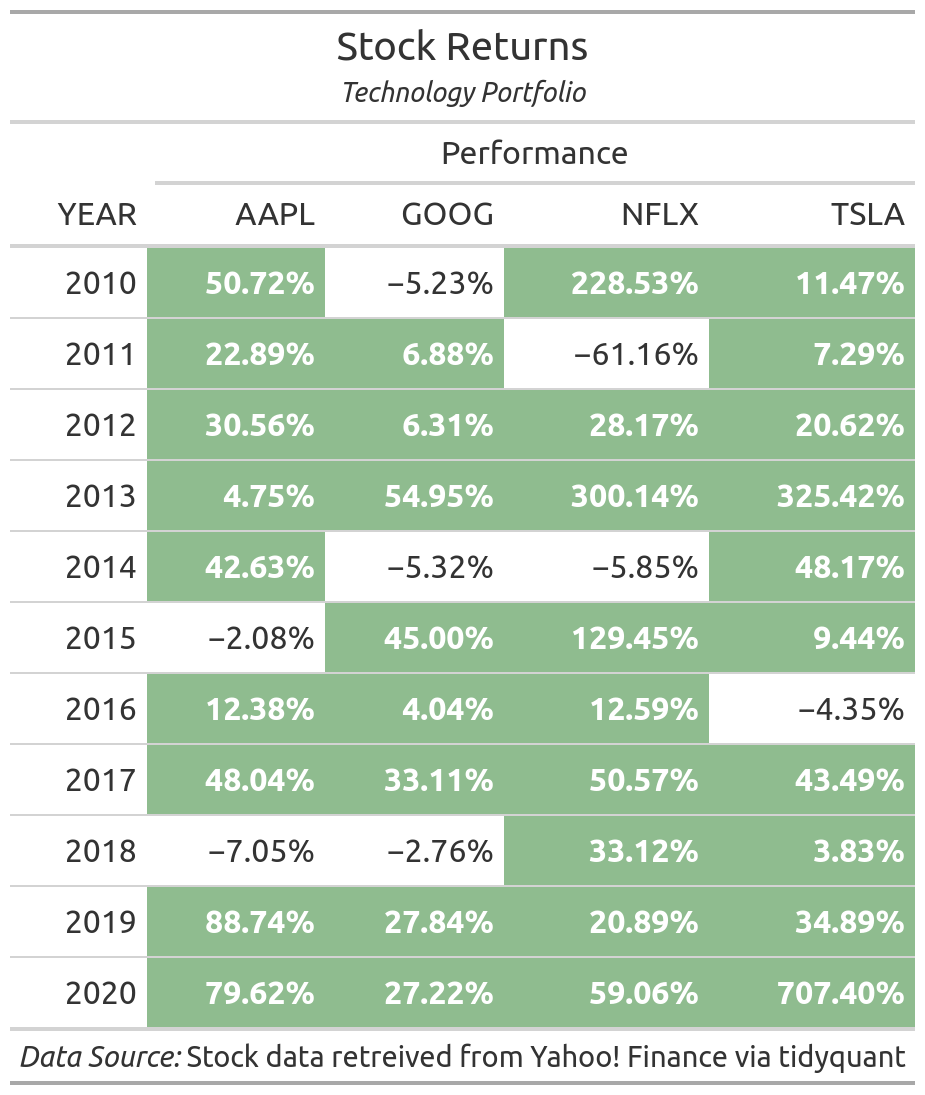 Stock Returns
Technology Portfolio
Performance
YEAR AAPL GOOG NFLX TSLA
2010 50.72% −5.23% 228.53% 11.47%
2011 22.89% 6.88% −61.16% 7.29%
2012 30.56% 6.31% 28.17% 20.62%
2013 4.75% 54.95% 300.14% 325.42%
2014 42.63% −5.32% −5.85% 48.17%
2015 −2.08% 45.00% 129.45% 9.44%
2016 12.38% 4.04% 12.59% −4.35%
2017 48.04% 33.11% 50.57% 43.49%
2018 −7.05% −2.76% 33.12% 3.83%
2019 88.74% 27.84% 20.89% 34.89%
2020 79.62% 27.22% 59.06% 707.40%
Data Source: Stock data retreived from Yahoo! Finance via tidyquant